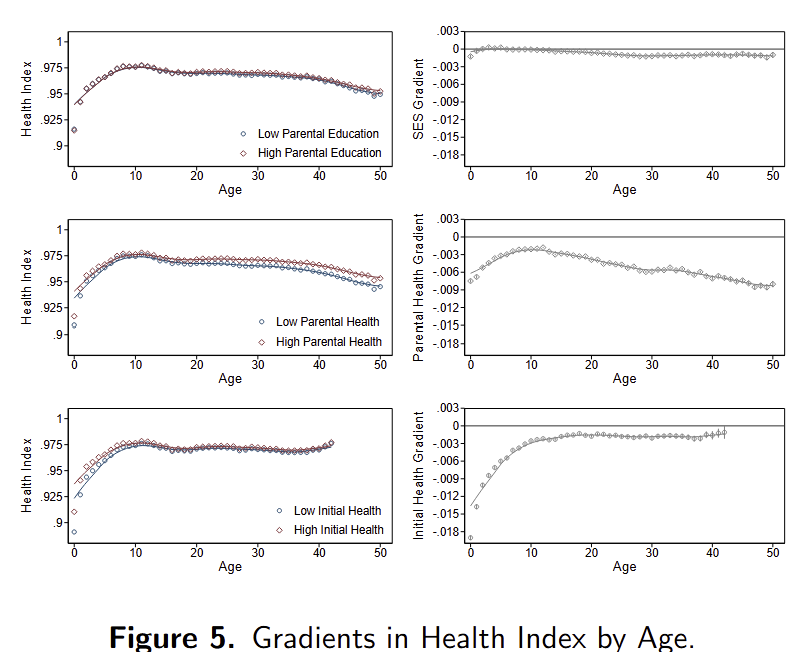 Health Index
1
.975
.95
.925
.9
Low Parental Education
High Parental Education
0 10 20 30 40 50
Age
SES Gradient
.003
0
-.003
-.006
-.009
-.012
-.015
-.018
0 10 20 30 40 50
Age
Health Index
1
.975
.95
.925
.9
Low Parental Health
High Parental Health
0 10 20 30 40 50
Age
Parental Health Gradient
.003
0
-.003
-.006
-.009
-.012
-.015
-.018
0 10 20 30 40 50
Age
Health Index
1
.975
.95
.925
.9
Low Initial Health
High Initial Health
0 10 20 30 40 50
Age
Initial Health Gradient
.003
0
-.003
-.006
-.009
-.012
-.015
-.018
0 10 20 30 40 50
Age
Figure 5. Gradients in Health Index by Age.